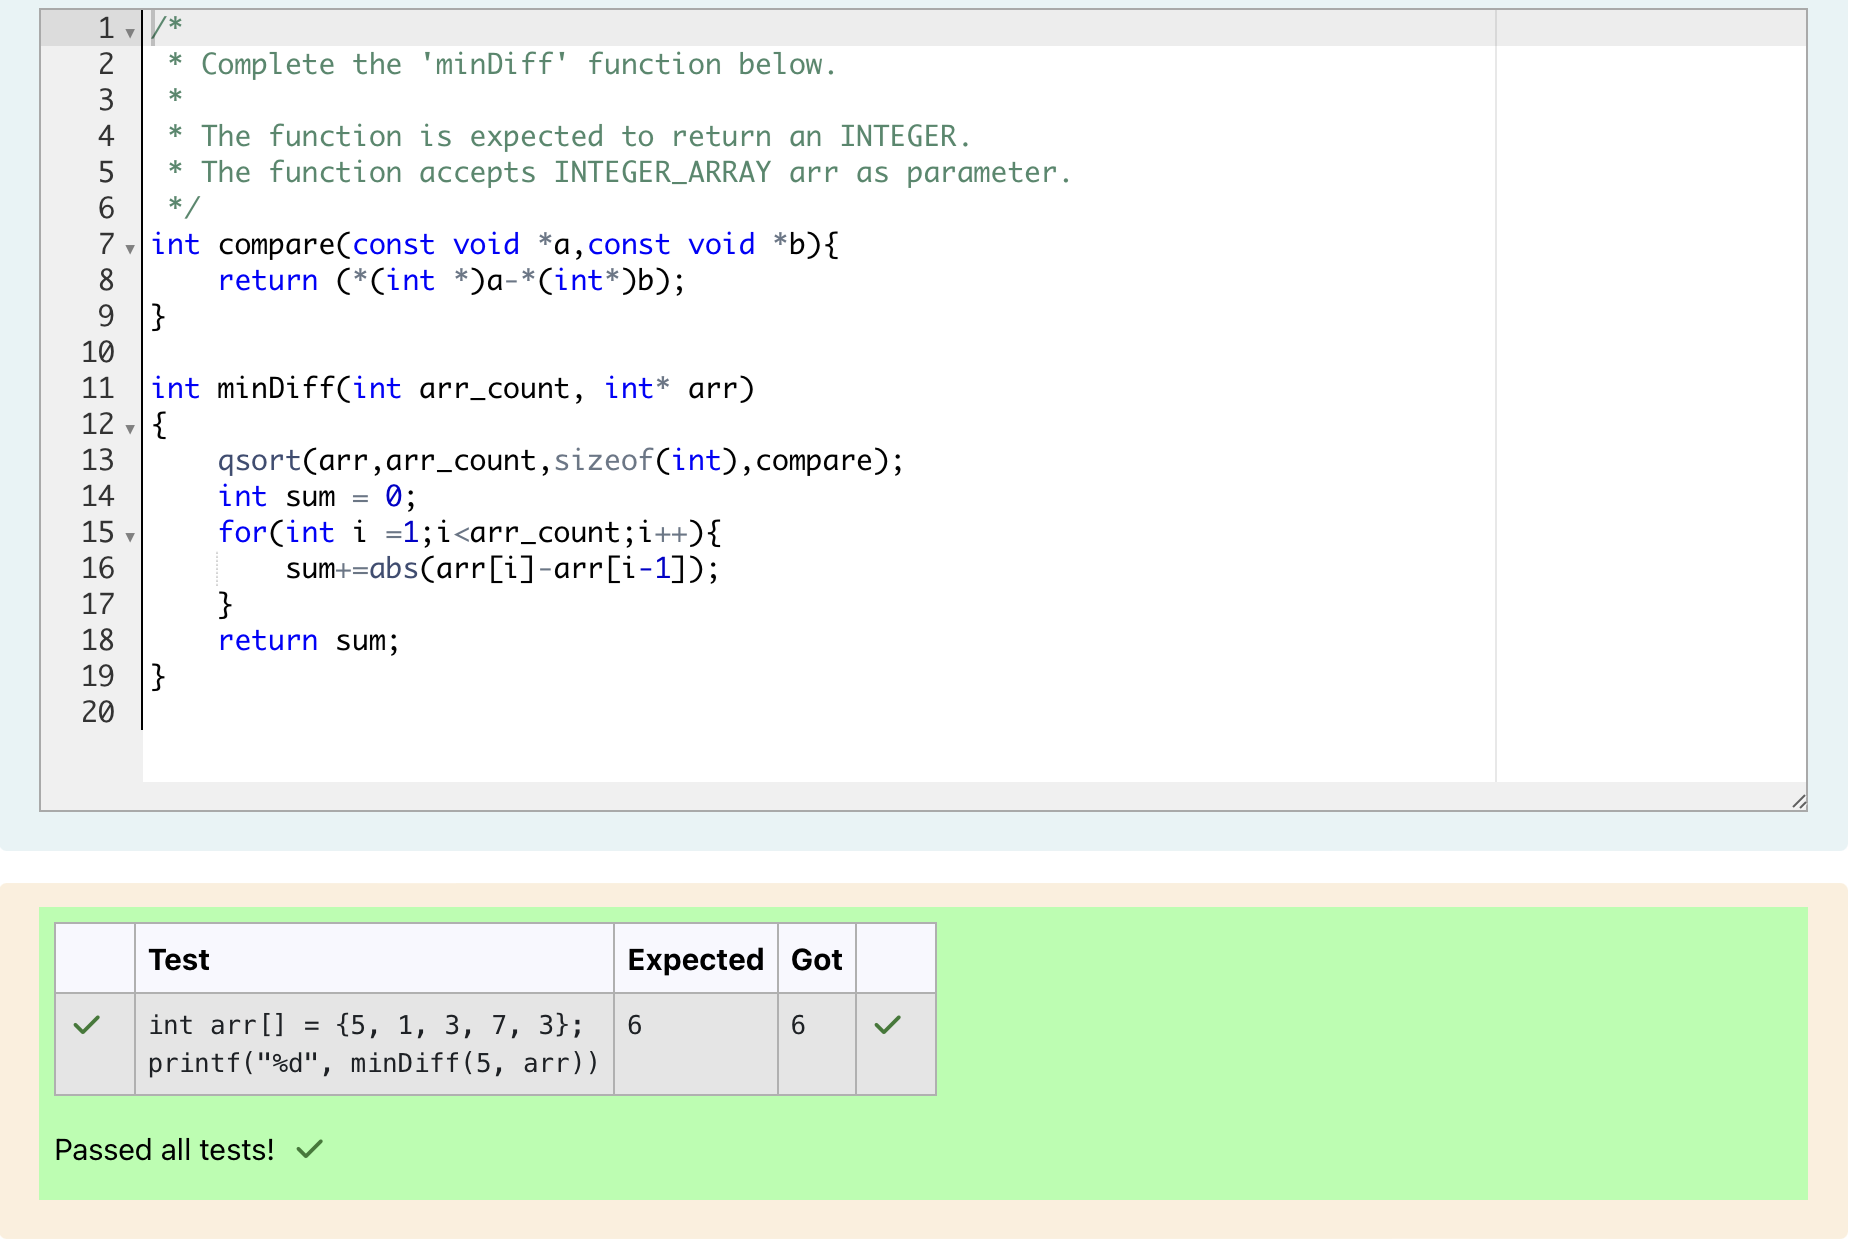 1 /*
2  * Complete the 'minDiff' function below.
3  *
4  * The function is expected to return an INTEGER.
5  * The function accepts INTEGER_ARRAY arr as parameter.
6  */
7 int compare(const void *a,const void *b){
8     return (*(int *)a-*(int*)b);
9 }
10
11 int minDiff(int arr_count, int* arr)
12 {
13     qsort(arr,arr_count,sizeof(int),compare);
14     int sum = 0;
15     for(int i =1;i<arr_count;i++){
16         sum+=abs(arr[i]-arr[i-1]);
17     }
18     return sum;
19 }
20
Test Expected Got
int arr[] = {5, 1, 3, 7, 3}; 6 6
printf("%d", minDiff(5, arr))
Passed all tests!